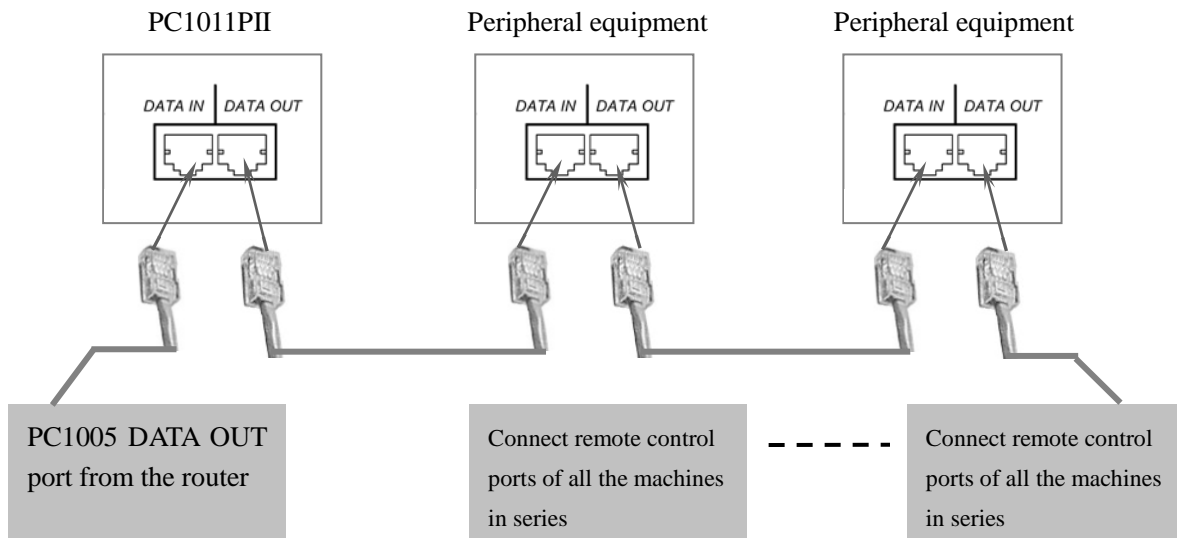 PC1011PII
Peripheral equipment
Peripheral equipment
DATA IN
DATA OUT
DATA IN
DATA OUT
DATA IN
DATA OUT
PC1005 DATA OUT
port from the router
Connect remote control
ports of all the machines
in series
Connect remote control
ports of all the machines
in series